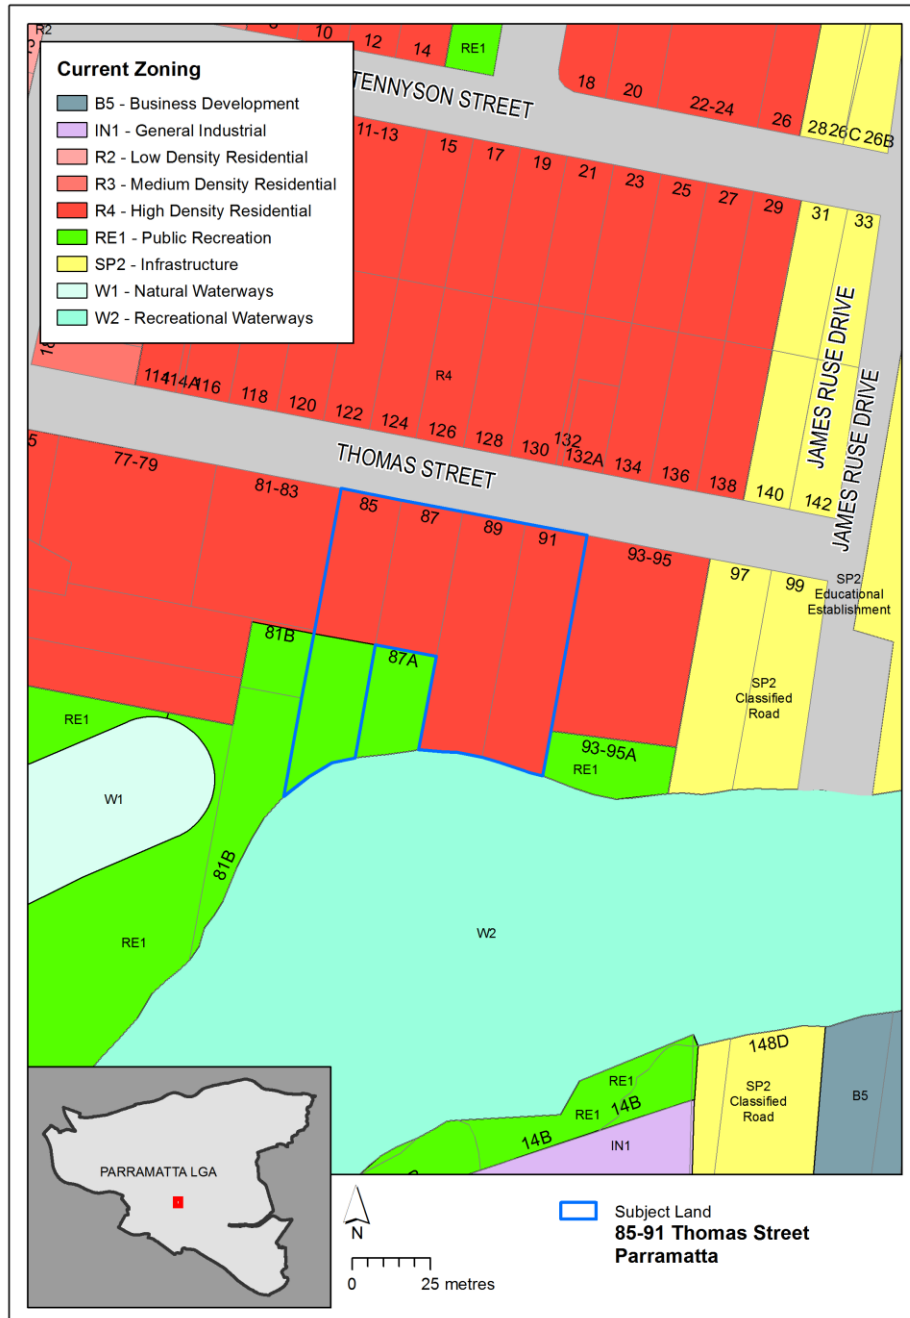 R2
10
12
14
RE1
18
20
22-24
26
28
26C
26B
Current Zoning
B5 - Business Development
IN1 - General Industrial
R2 - Low Density Residential
R3 - Medium Density Residential
R4 - High Density Residential
RE1 - Public Recreation
SP2 - Infrastructure
W1 - Natural Waterways
W2 - Recreational Waterways
TENNYSON STREET
11-13
15
17
19
21
23
25
27
29
31
33
JAMES RUSE DRIVE
JAMES RUSE DRIVE
R4
114
114A
116
118
120
122
124
126
128
130
132
132A
134
136
138
140
142
THOMAS STREET
77-79
81-83
85
87
89
91
93-95
97
99
SP2
Educational
Establishment
81B
87A
SP2
Classified
Road
RE1
93-95A
RE1
W1
81B
RE1
W2
148D
RE1
14B
RE1
14B
IN1
SP2
Classified
Road
B5
PARRAMATTA LGA
N
0 25 metres
Subject Land
85-91 Thomas Street
Parramatta